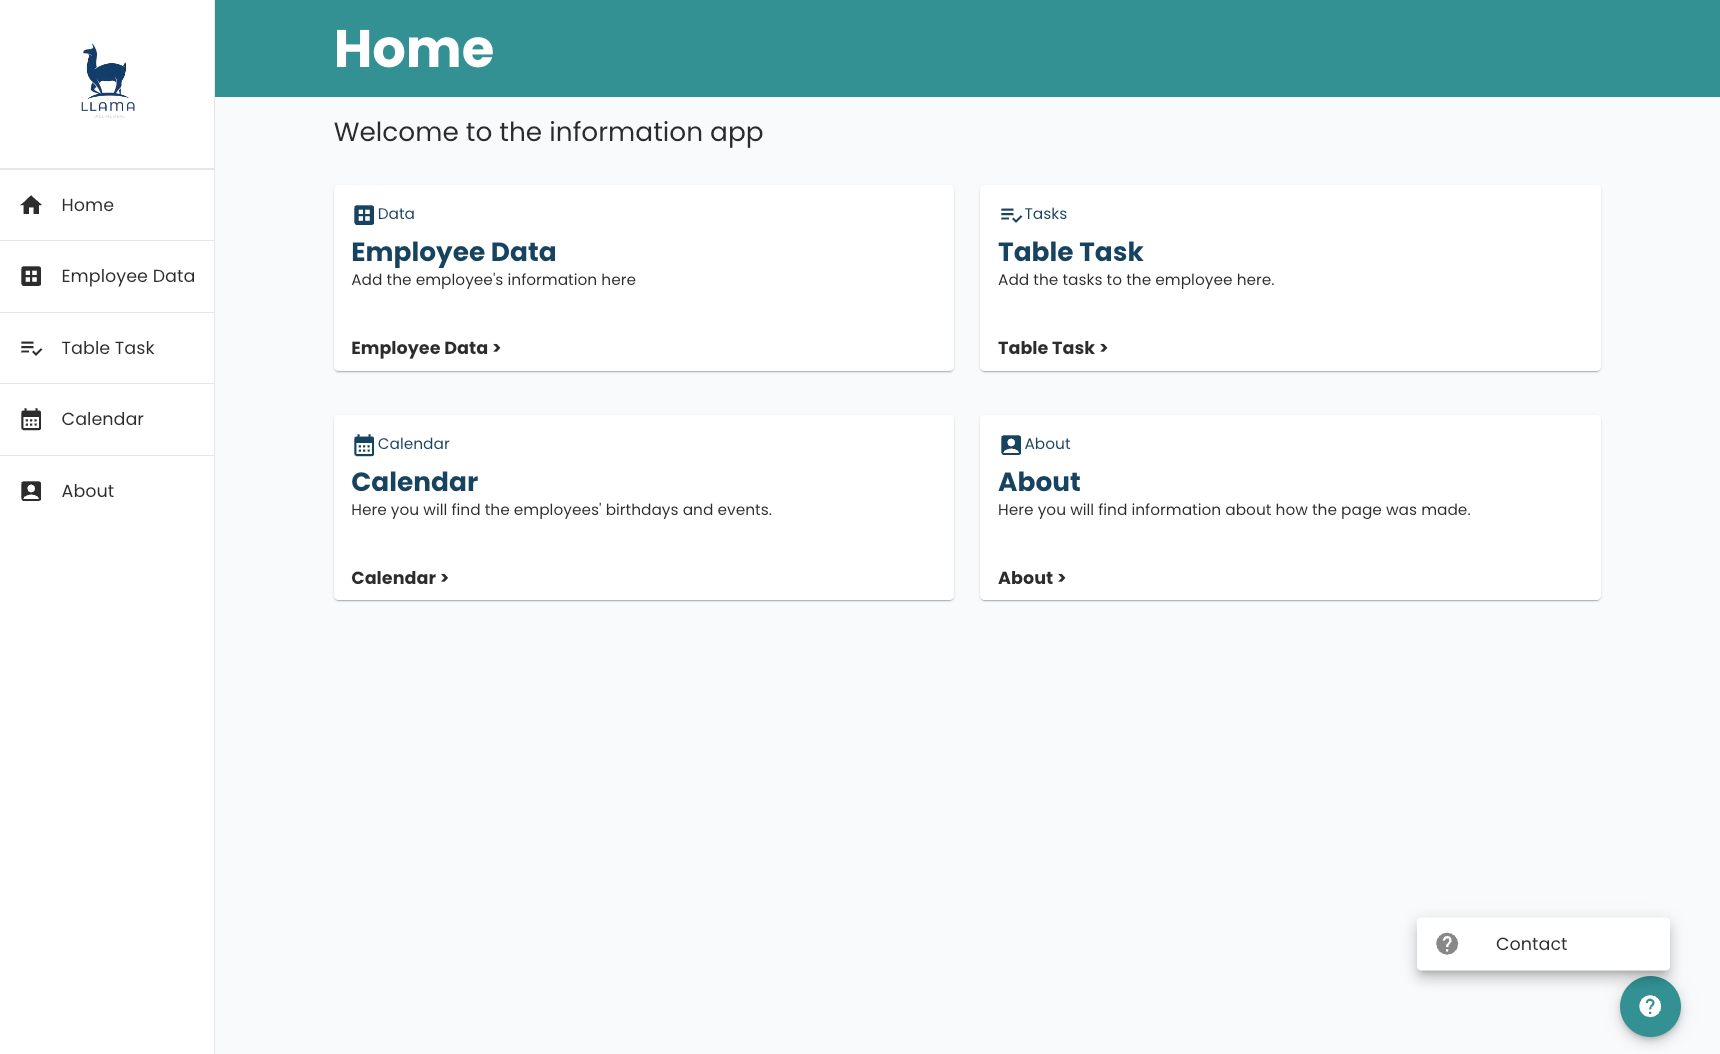 LLAMA
Home
Employee Data
Table Task
Calendar
About
Home
Welcome to the information app
Data
Employee Data
Add the employee's information here
Employee Data >
Tasks
Table Task
Add the tasks to the employee here.
Table Task >
Calendar
Calendar
Here you will find the employees' birthdays and events.
Calendar >
About
About
Here you will find information about how the page was made.
About >
Contact